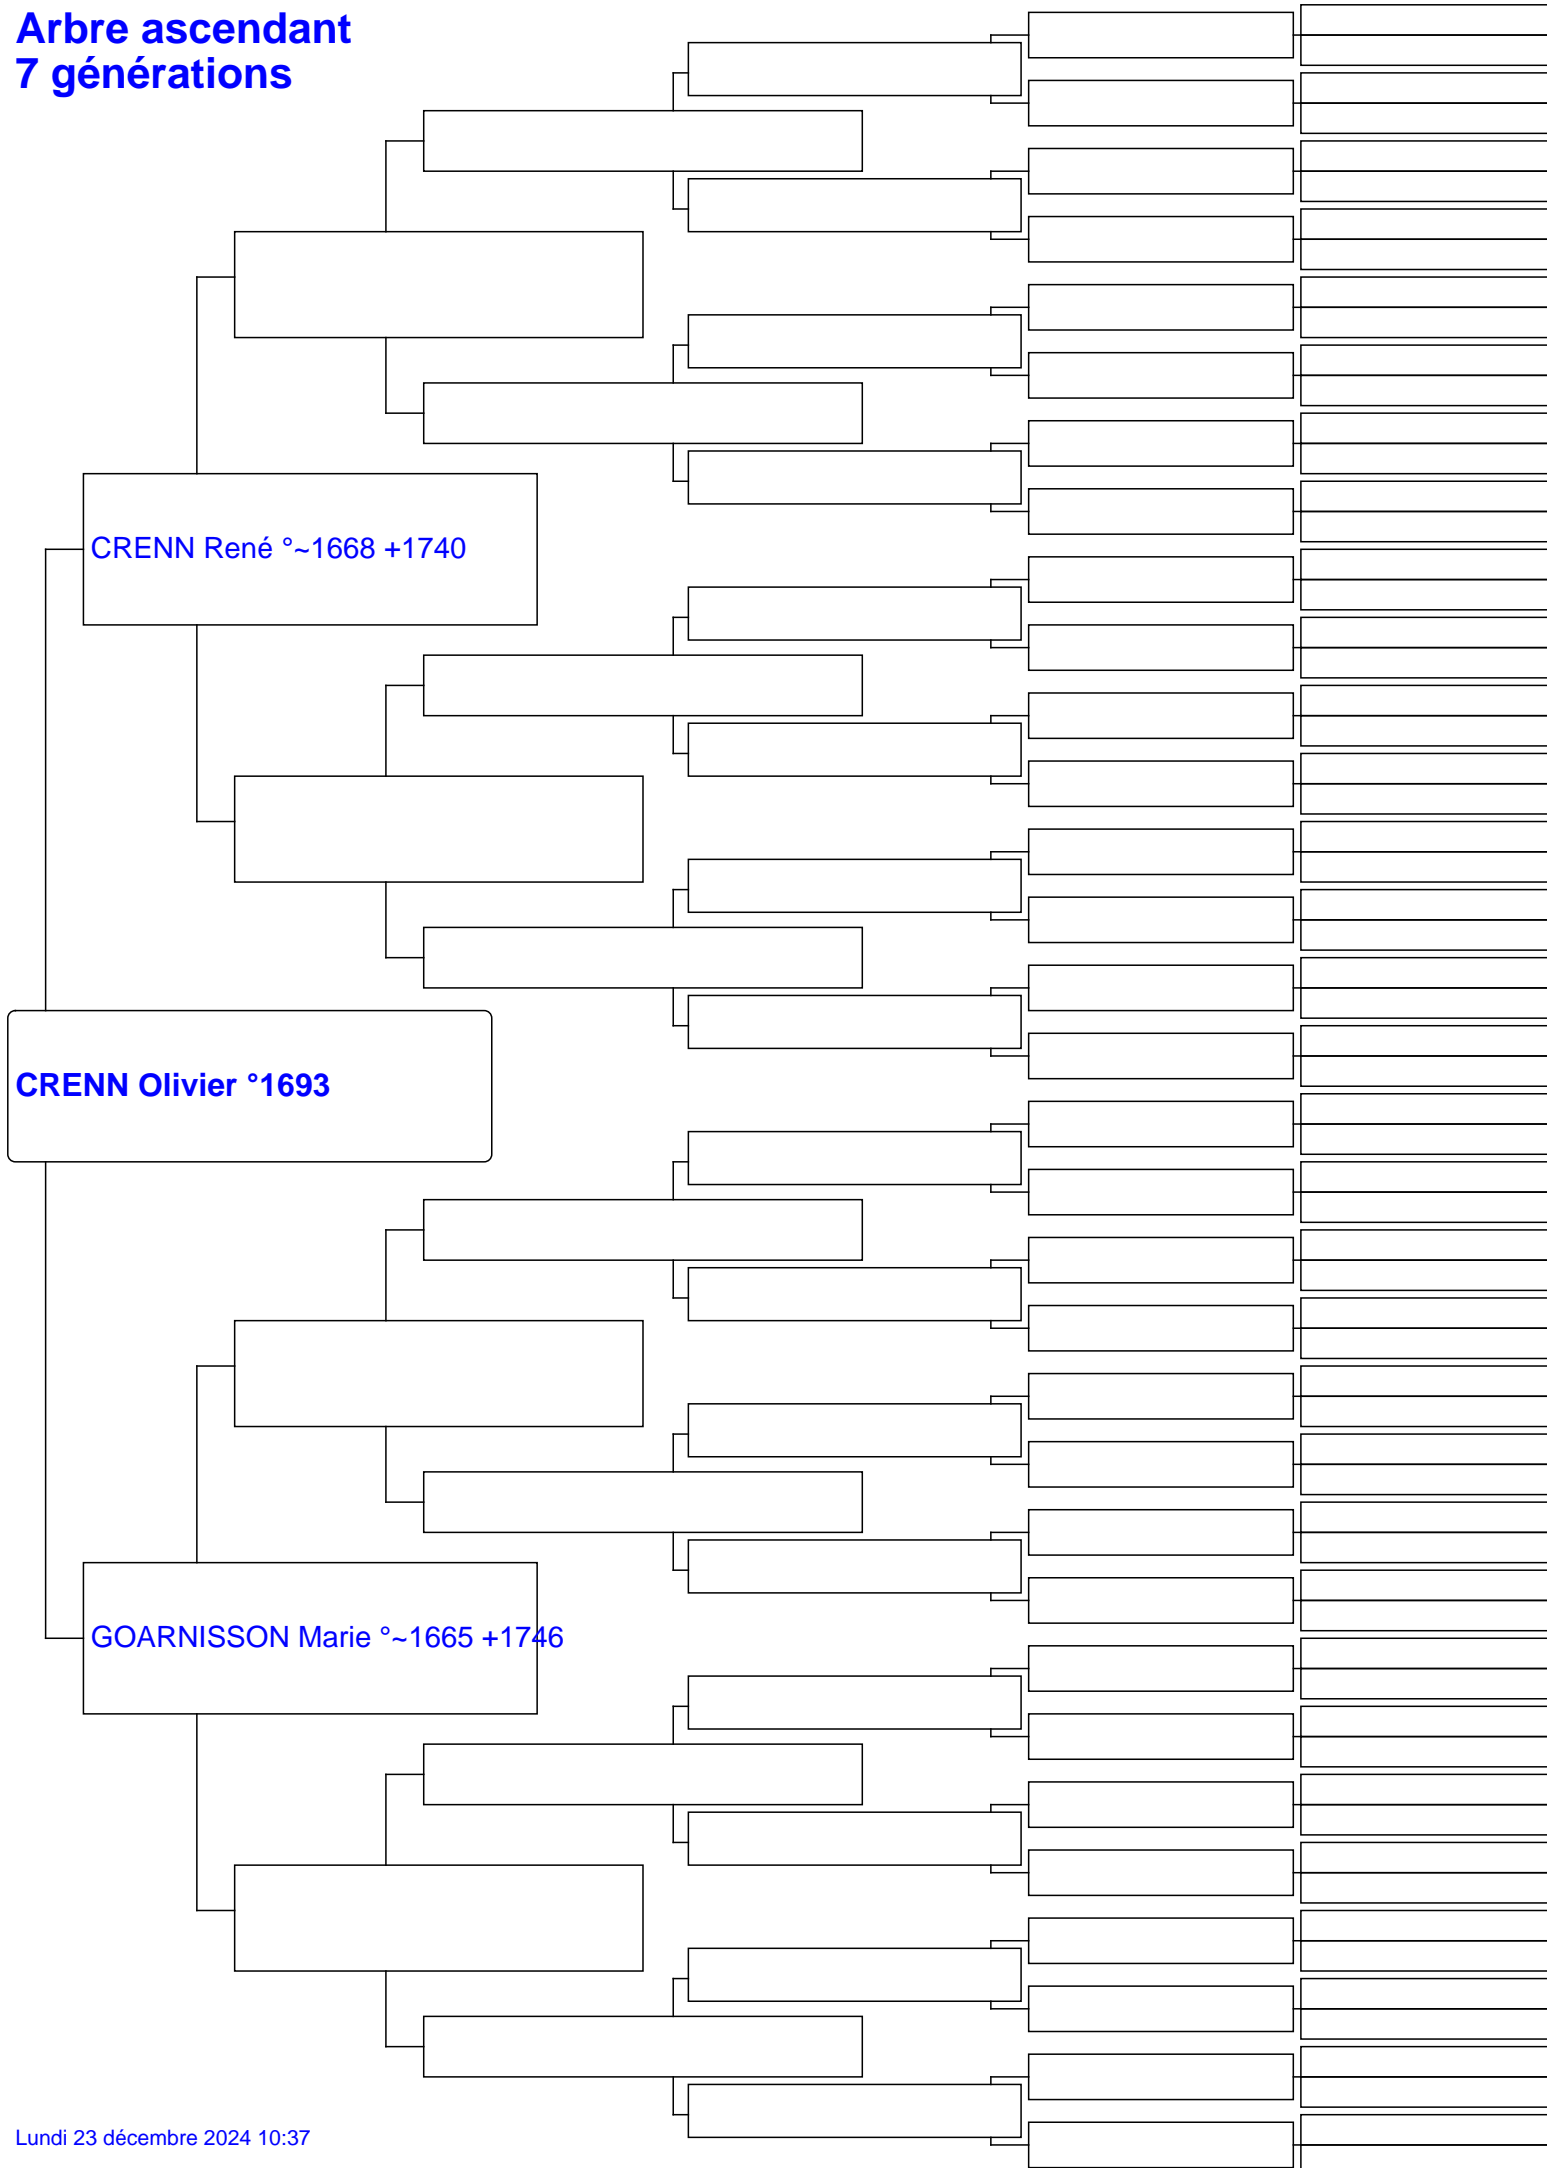 Arbre ascendant
7 générations
CRENN René °~1668 +1740
CRENN Olivier °1693
GOARNISSON Marie °~1665 +1746
Lundi 23 décembre 2024 10:37